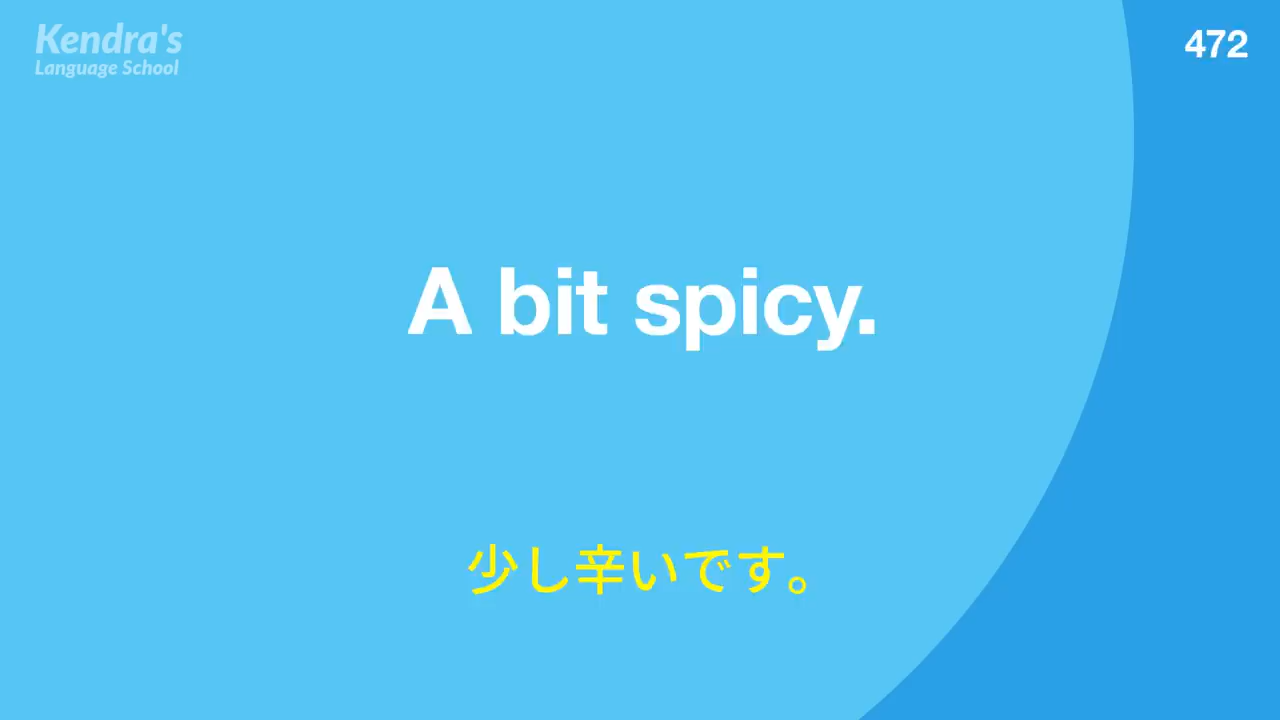 Kendra's
Language School
472
A bit spicy.
少し辛いです。